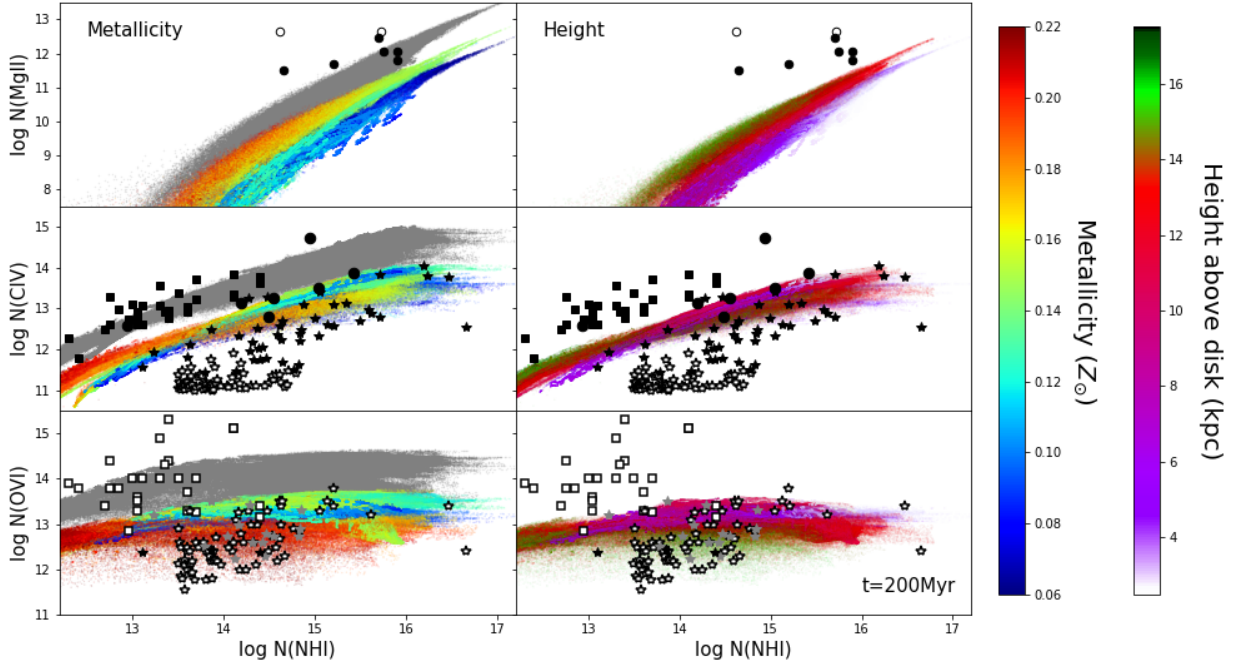 Metallicity
Height
log N(MgII)
13
12
11
10
9
8
log N(CIV)
15
14
13
12
11
log N(OVI)
15
14
13
12
11
t=200Myr
13 14 15 16 17
13 14 15 16 17
log N(NHI)
log N(NHI)
0.22
0.20
0.18
0.16
0.14
0.12
0.10
0.08
0.06
Metallicity (Z☉)
16
14
12
10
8
6
4
Height above disk (kpc)